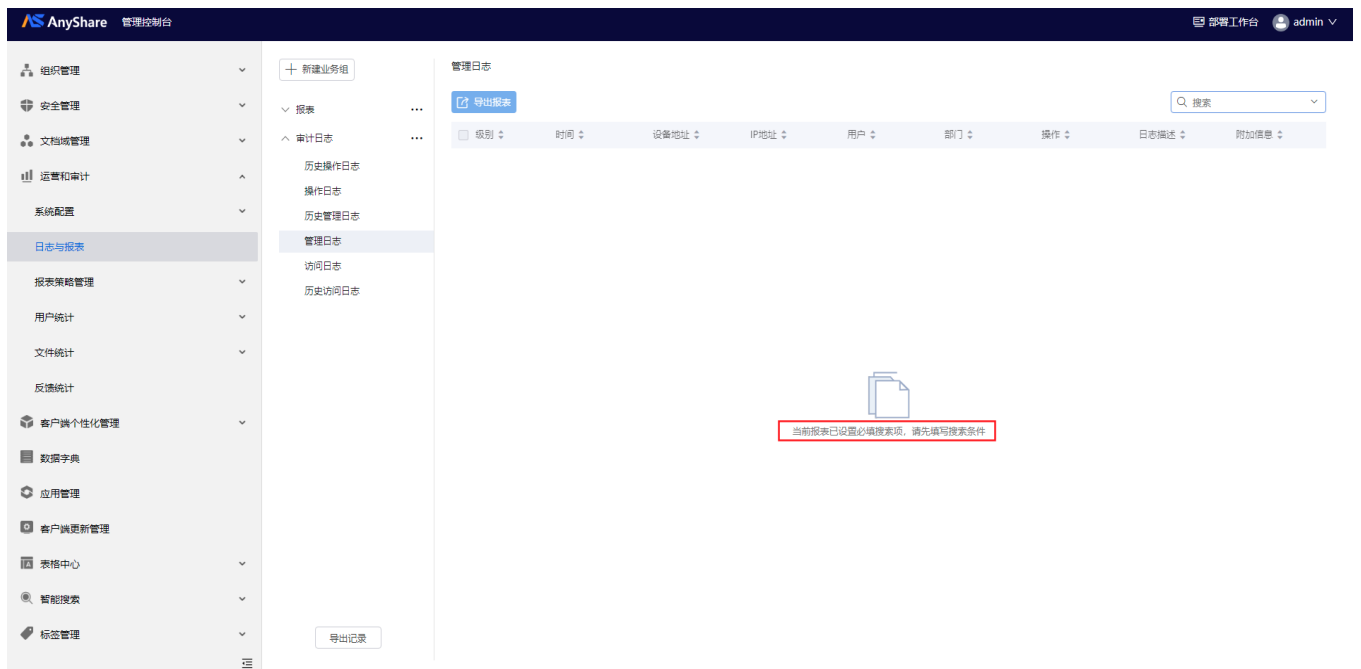 AnyShare 管理控制台 部署工作台 admin
组织管理
安全管理
文档域管理
运营和审计
系统配置
日志与报表
报表策略管理
用户统计
文件统计
反馈统计
客户端个性化管理
数据字典
应用管理
客户端更新管理
表格中心
智能搜索
标签管理
新建业务组
报表
审计日志
历史操作日志
操作日志
历史管理日志
管理日志
访问日志
历史访问日志
导出记录
管理日志
导出报表 搜索
级别 时间 设备地址 IP地址 用户 部门 操作 日志描述 附加信息
当前报表已设置必填搜索项，请先填写搜索条件